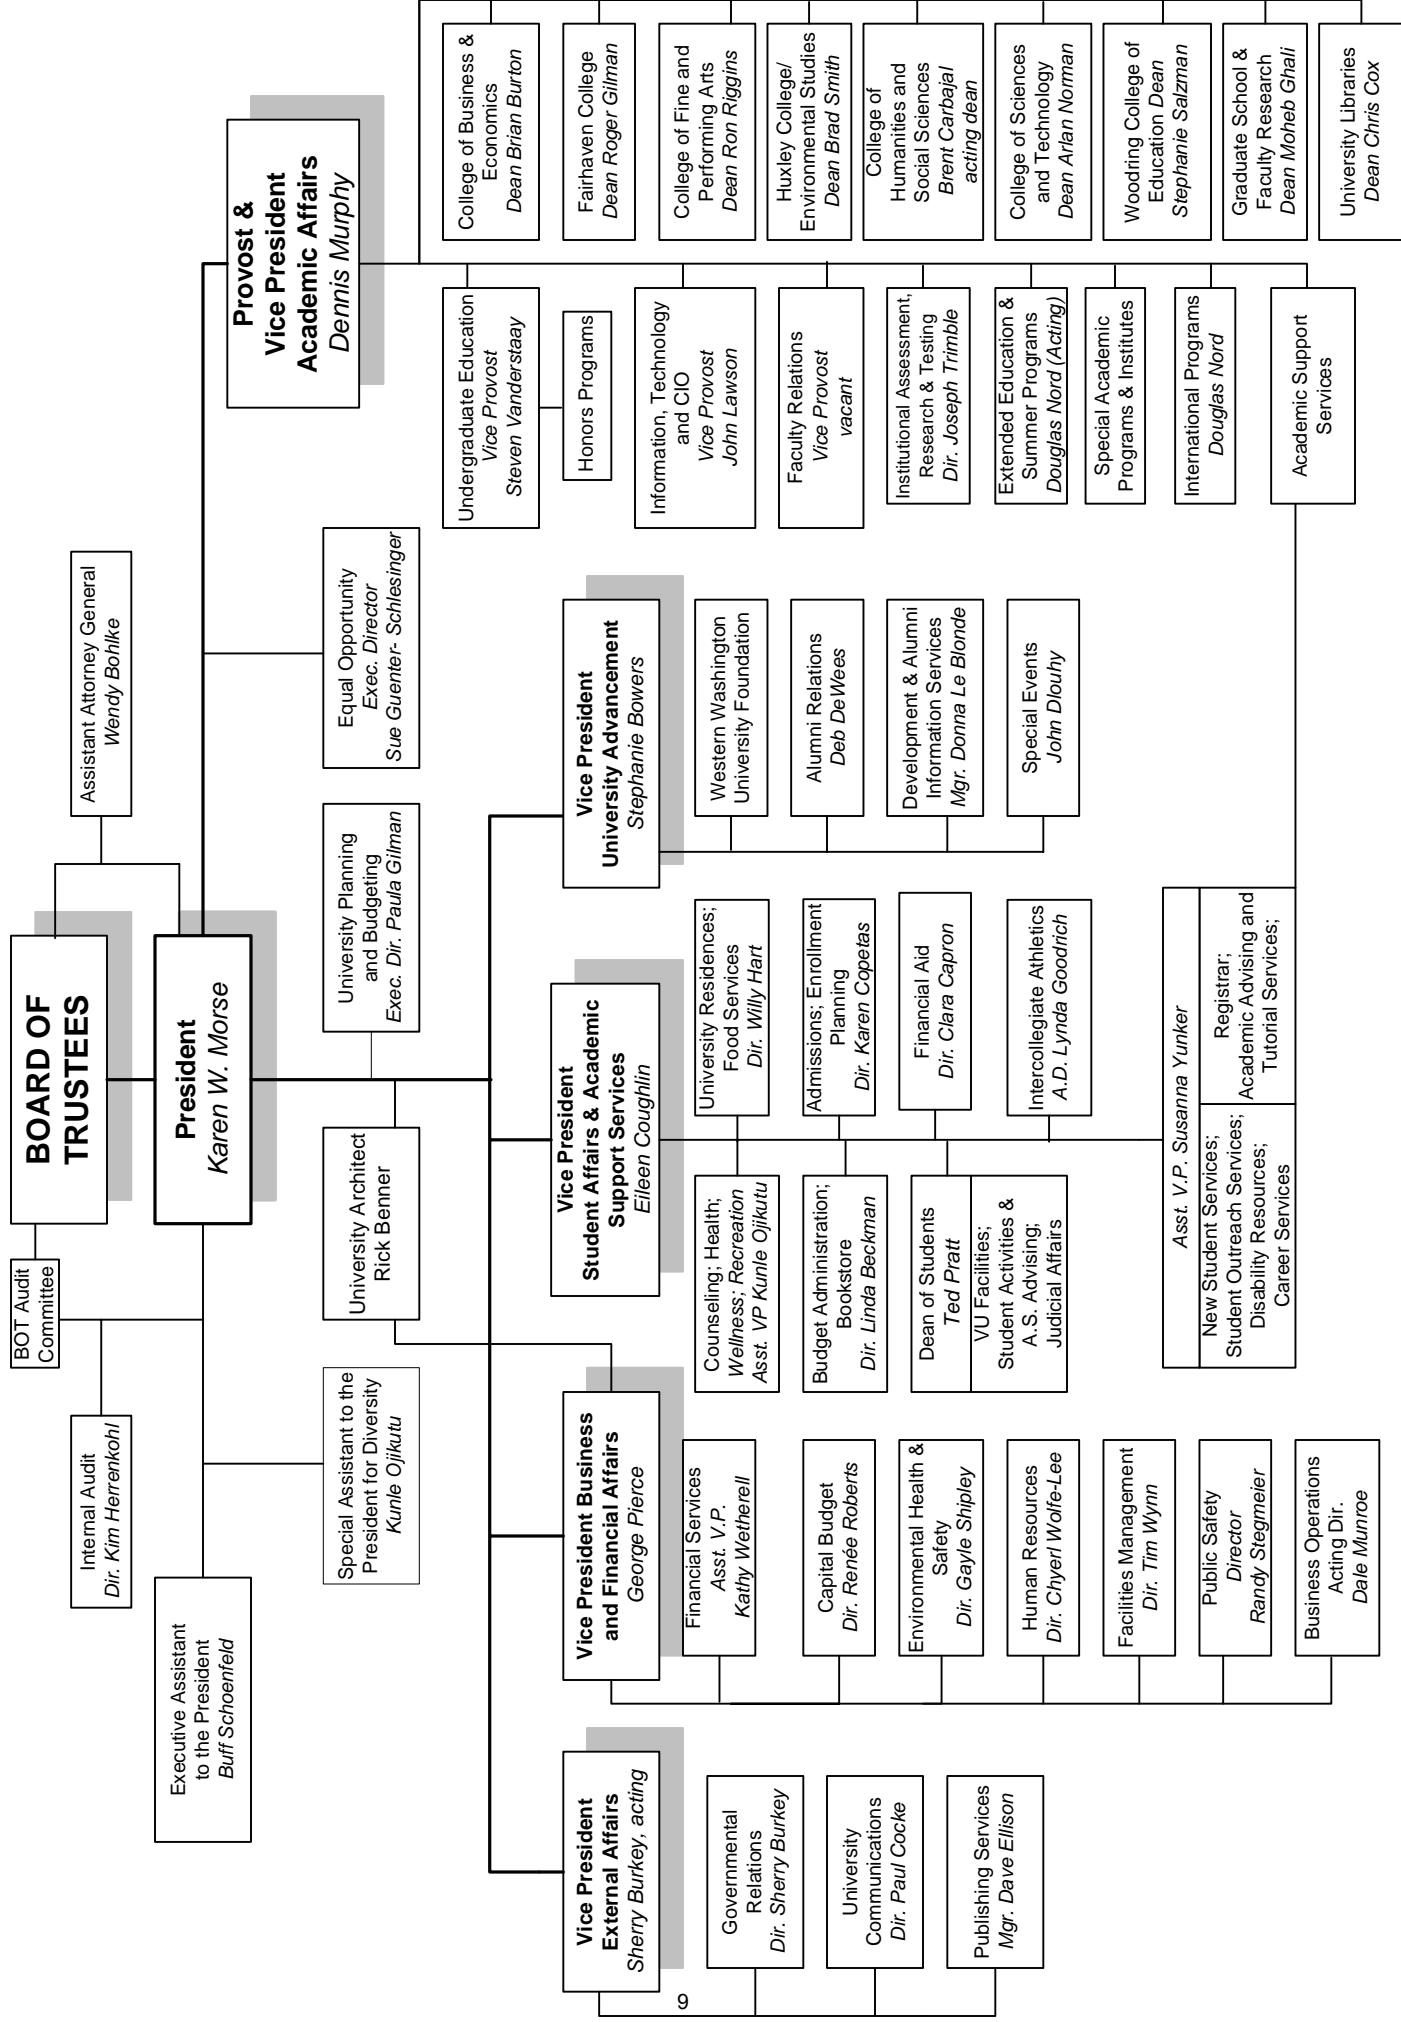 BOARD OF
TRUSTEES
BOT Audit
Committee
Assistant Attorney General
Wendy Bohlke
Internal Audit
Dir. Kim Herrenkohl
President
Karen W. Morse
Executive Assistant
to the President
Buff Schoenfeld
Special Assistant to the
President for Diversity
Kunle Ojikutu
University Architect
Rick Benner
University Planning
and Budgeting
Exec. Dir. Paula Gilman
Equal Opportunity
Exec. Director
Sue Guenter- Schlesinger
Provost &
Vice President
Academic Affairs
Dennis Murphy
Vice President
External Affairs
Sherry Burkey, acting
Governmental
Relations
Dir. Sherry Burkey
University
Communications
Dir. Paul Cocke
Publishing Services
Mgr. Dave Ellison
Vice President Business
and Financial Affairs
George Pierce
Financial Services
Asst. V.P.
Kathy Wetherell
Capital Budget
Dir. Renée Roberts
Environmental Health &
Safety
Dir. Gayle Shipley
Human Resources
Dir. Chyerl Wolfe-Lee
Facilities Management
Dir. Tim Wynn
Public Safety
Director
Randy Stegmeier
Business Operations
Acting Dir.
Dale Munroe
Vice President
Student Affairs & Academic
Support Services
Eileen Coughlin
Counseling; Health;
Wellness; Recreation
Asst. VP Kunle Ojikutu
University Residences;
Food Services
Dir. Willy Hart
Budget Administration;
Bookstore
Dir. Linda Beckman
Admissions; Enrollment
Planning
Dir. Karen Copetas
Dean of Students
Ted Pratt
VU Facilities;
Student Activities &
A.S. Advising;
Judicial Affairs
Financial Aid
Dir. Clara Capron
Intercollegiate Athletics
A.D. Lynda Goodrich
Asst. V.P. Susanna Yunker
New Student Services;
Student Outreach Services;
Disability Resources;
Career Services
Registrar;
Academic Advising and
Tutorial Services;
Vice President
University Advancement
Stephanie Bowers
Western Washington
University Foundation
Alumni Relations
Deb DeWees
Development & Alumni
Information Services
Mgr. Donna Le Blonde
Special Events
John Dlouhy
Undergraduate Education
Vice Provost
Steven Vanderstaay
Honors Programs
Information, Technology
and CIO
Vice Provost
John Lawson
Faculty Relations
Vice Provost
vacant
Institutional Assessment,
Research & Testing
Dir. Joseph Trimble
Extended Education &
Summer Programs
Douglas Nord (Acting)
Special Academic
Programs & Institutes
International Programs
Douglas Nord
Academic Support
Services
College of Business &
Economics
Dean Brian Burton
Fairhaven College
Dean Roger Gilman
College of Fine and
Performing Arts
Dean Ron Riggins
Huxley College/
Environmental Studies
Dean Brad Smith
College of
Humanities and
Social Sciences
Brent Carbajal
acting dean
College of Sciences
and Technology
Dean Arlan Norman
Woodring College of
Education Dean
Stephanie Salzman
Graduate School &
Faculty Research
Dean Moheb Ghali
University Libraries
Dean Chris Cox
9